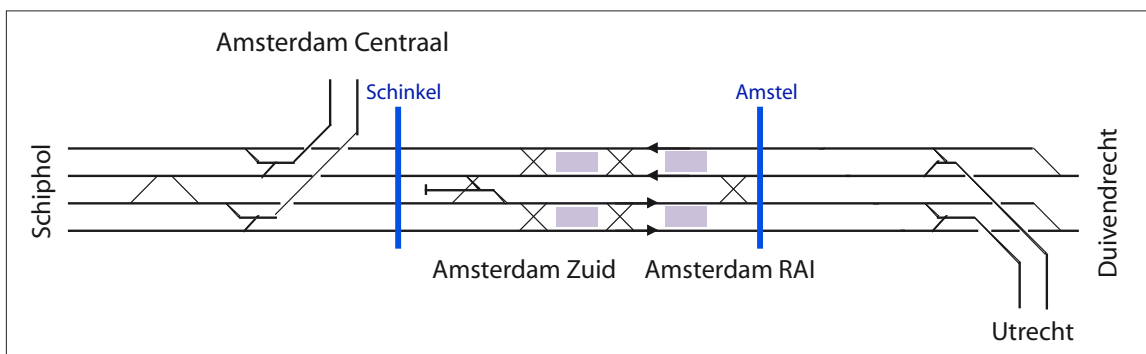 Amsterdam Centraal
Schinkel
Amstel
Schiphol
Duivendrecht
Amsterdam Zuid
Amsterdam RAI
Utrecht